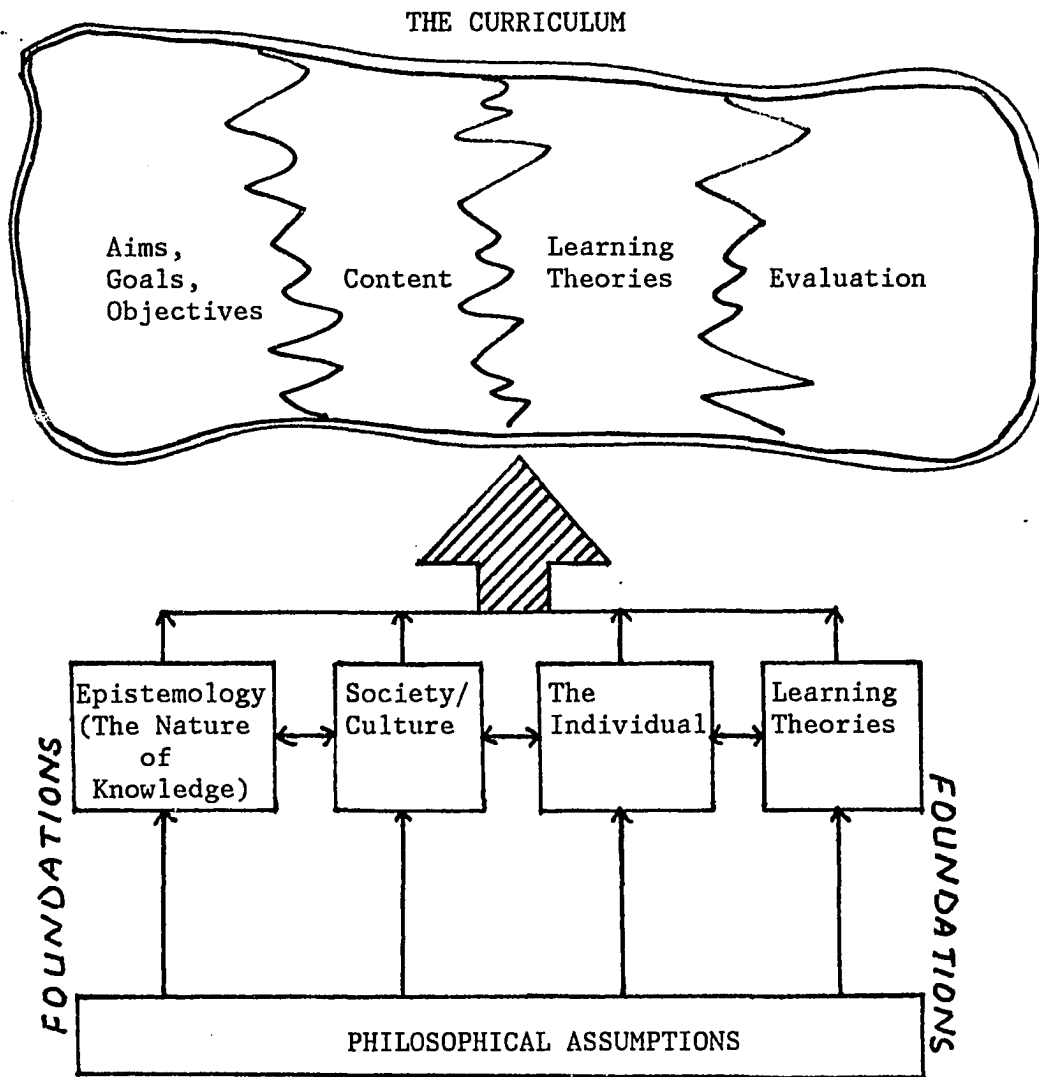 THE CURRICULUM
Aims,
Goals,
Objectives
Content
Learning
Theories
Evaluation
Epistemology
(The Nature
of
Knowledge)
Society/
Culture
The
Individual
Learning
Theories
FOUNDATIONS
FOUNDATIONS
PHILOSOPHICAL ASSUMPTIONS